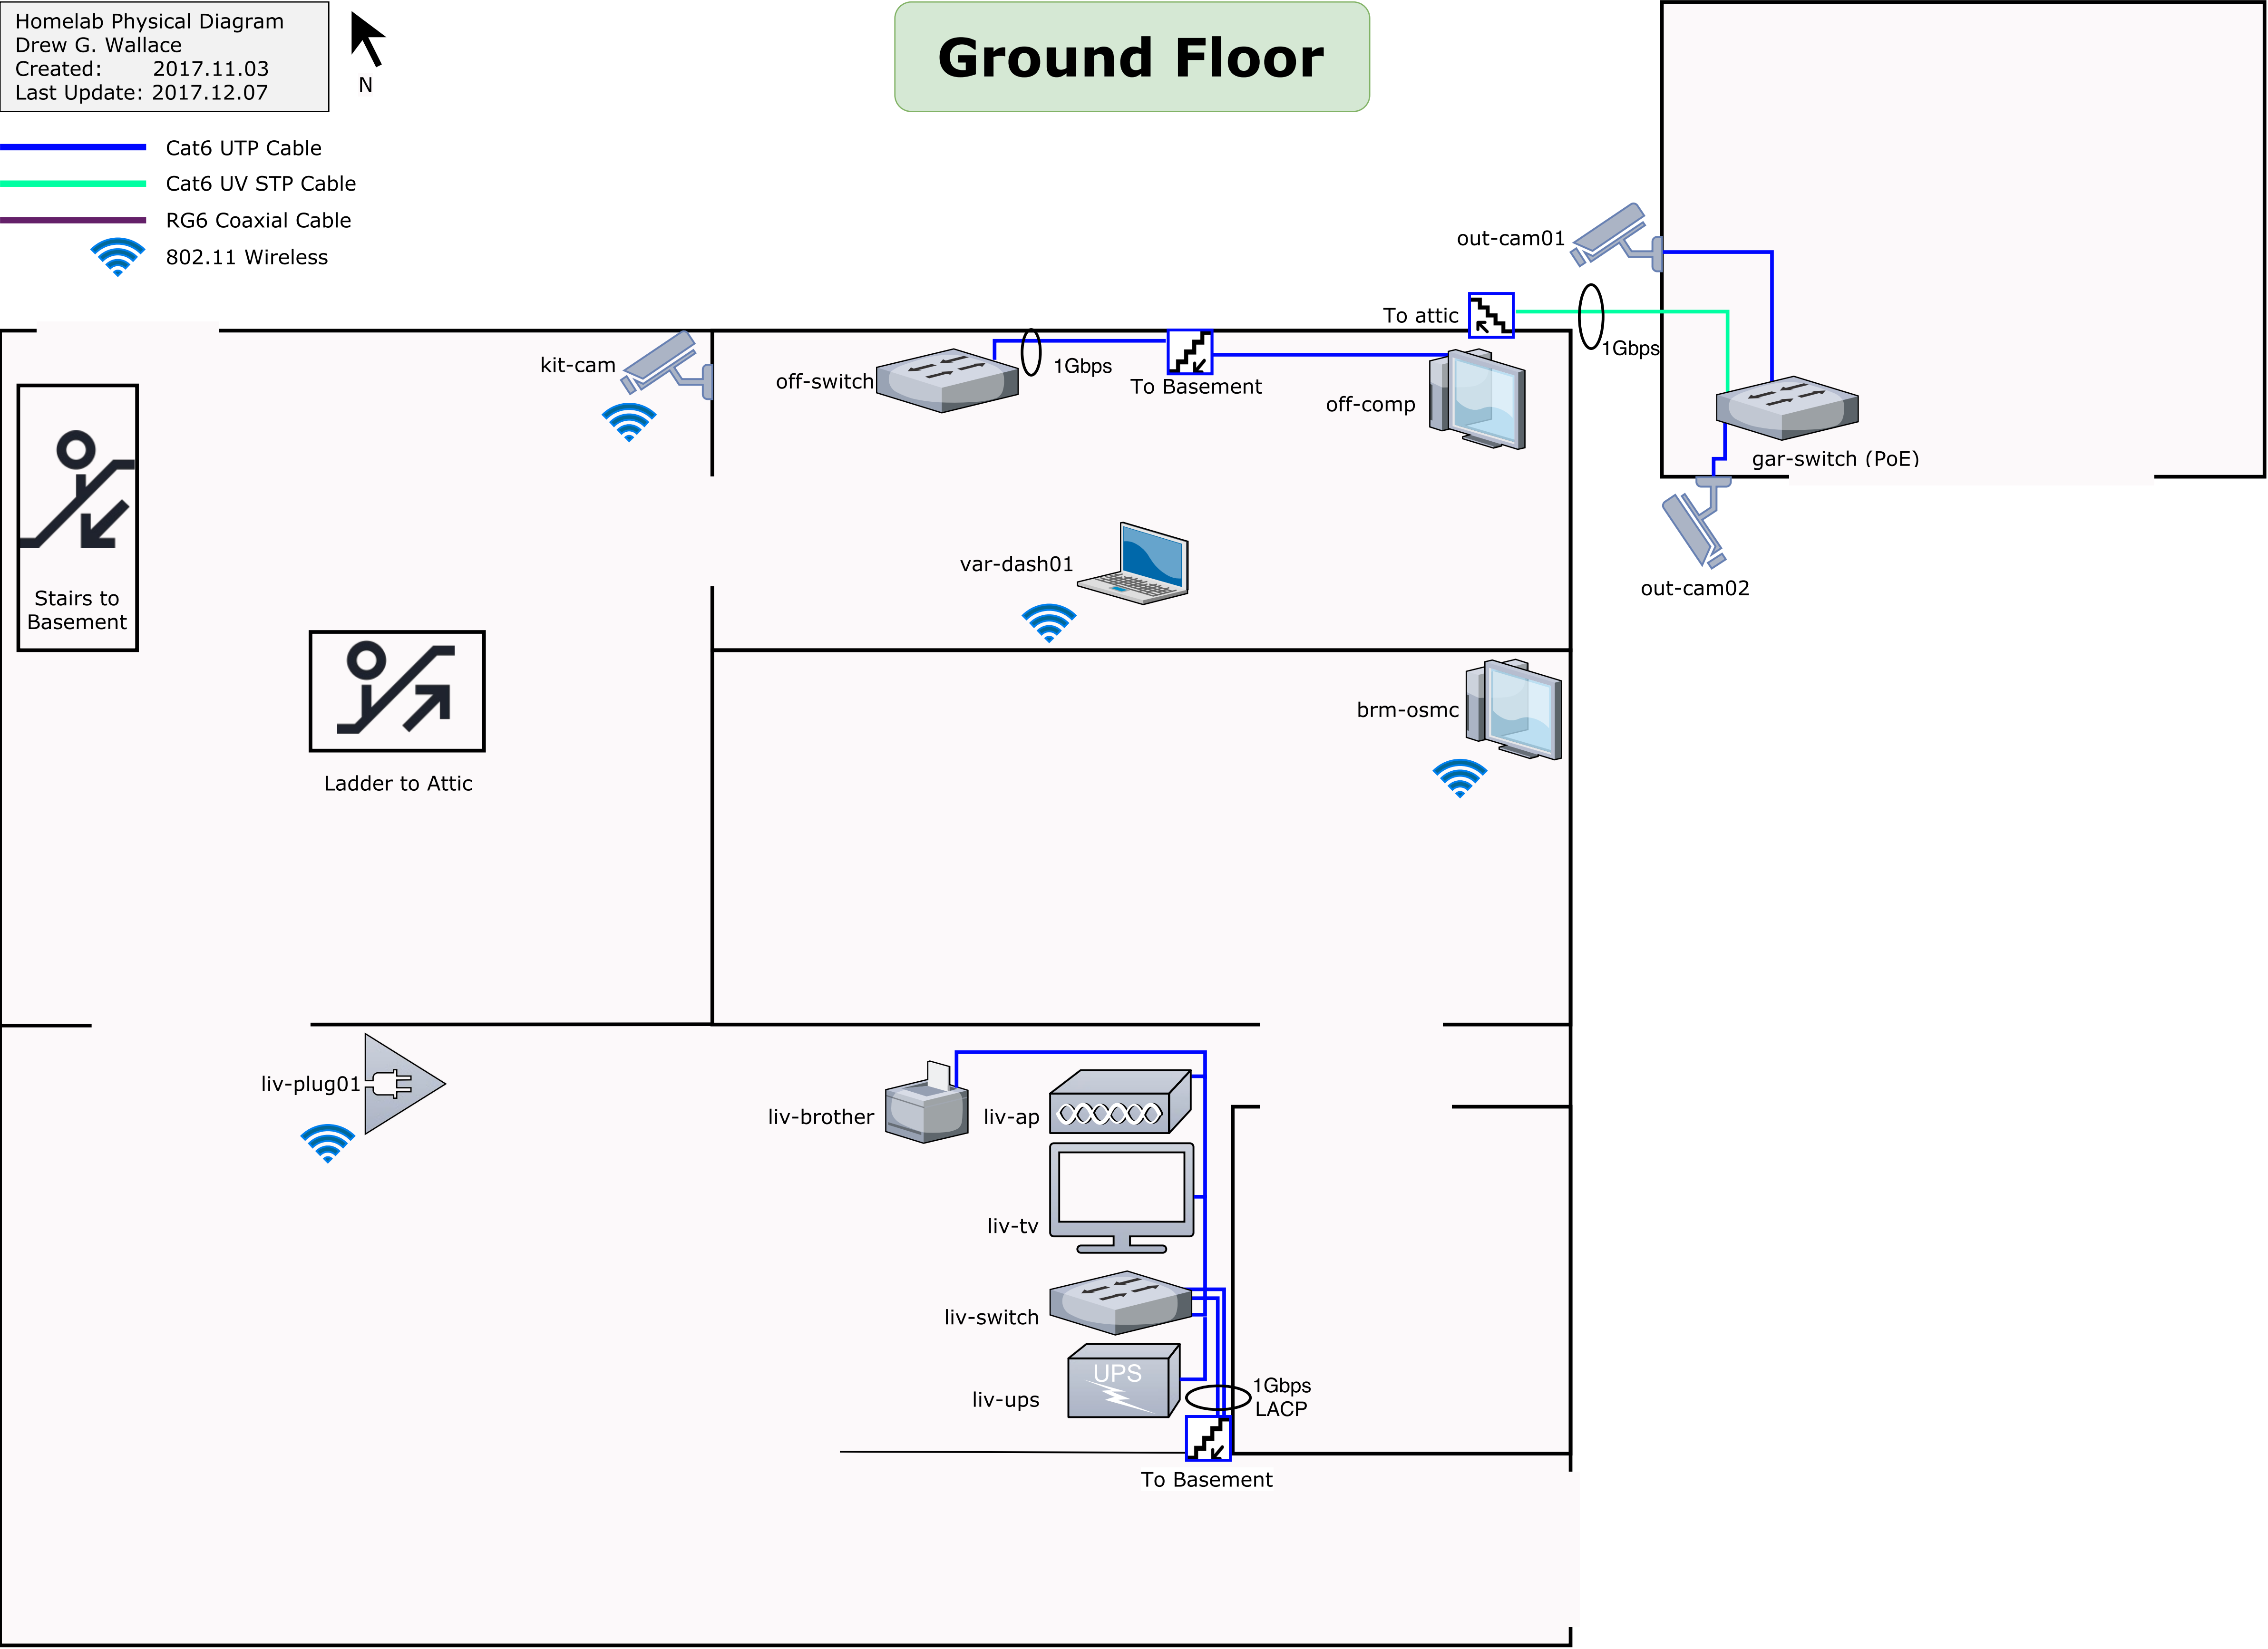 Homelab Physical Diagram
Drew G. Wallace
Created: 2017.11.03
Last Update: 2017.12.07
N
Ground Floor
Cat6 UTP Cable
Cat6 UV STP Cable
RG6 Coaxial Cable
802.11 Wireless
out-cam01
To attic
1Gbps
kit-cam
off-switch
1Gbps
To Basement
off-comp
gar-switch (PoE)
out-cam02
var-dash01
Stairs to
Basement
Ladder to Attic
brm-osmc
liv-plug01
liv-brother
liv-ap
liv-tv
liv-switch
UPS
liv-ups
1Gbps
LACP
To Basement